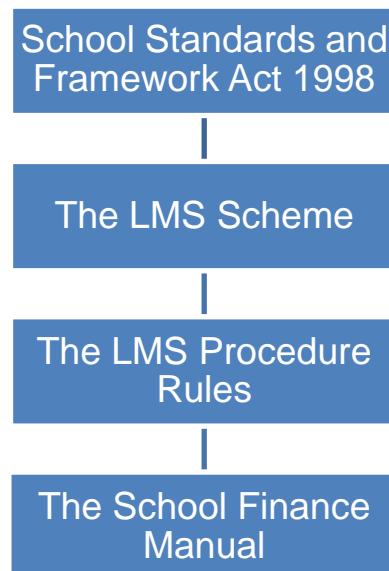 School Standards and
Framework Act 1998
The LMS Scheme
The LMS Procedure
Rules
The School Finance
Manual